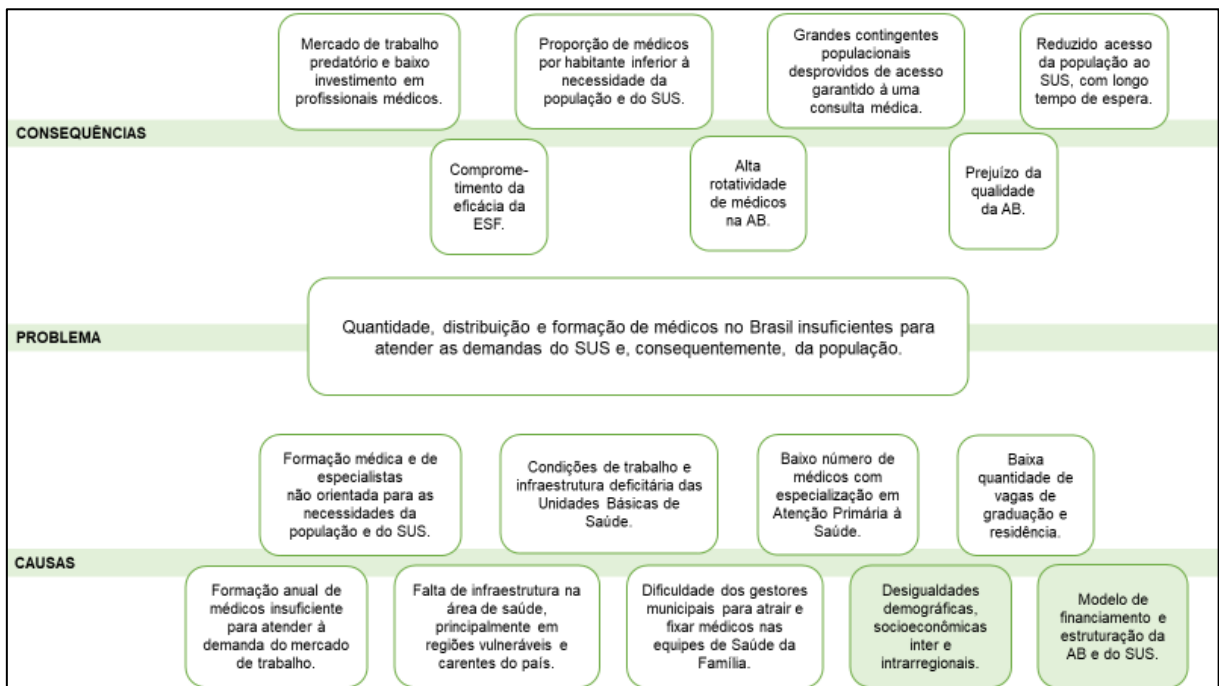 Mercado de trabalho
predatório e baixo
investimento em
profissionais médicos.
Proporção de médicos
por habitante inferior à
necessidade da
população e do SUS.
Grandes contingentes
populacionais
desprovidos de acesso
garantido à uma
consulta médica.
Reduzido acesso
da população ao
SUS, com longo
tempo de espera.
CONSEQUÊNCIAS
Comprome-
timento da
eficácia da
ESF.
Alta
rotatividade
de médicos
na AB.
Prejuízo da
qualidade
da AB.
PROBLEMA
Quantidade, distribuição e formação de médicos no Brasil insuficientes para
atender as demandas do SUS e, consequentemente, da população.
Formação médica e de
especialistas
não orientada para as
necessidades da
população e do SUS.
Condições de trabalho e
infraestrutura deficitária das
Unidades Básicas de
Saúde.
Baixo número de
médicos com
especialização em
Atenção Primária à
Saúde.
Baixa
quantidade de
vagas de
graduação e
residência.
CAUSAS
Formação anual de
médicos insuficiente
para atender à
demanda do mercado
de trabalho.
Falta de infraestrutura na
área de saúde,
principalmente em
regiões vulneráveis e
carentes do país.
Dificuldade dos gestores
municipais para atrair e
fixar médicos nas
equipes de Saúde da
Família.
Desigualdades
demográficas,
socioeconômicas
inter e
intrarregionais.
Modelo de
financiamento e
estruturação da
AB e do SUS.